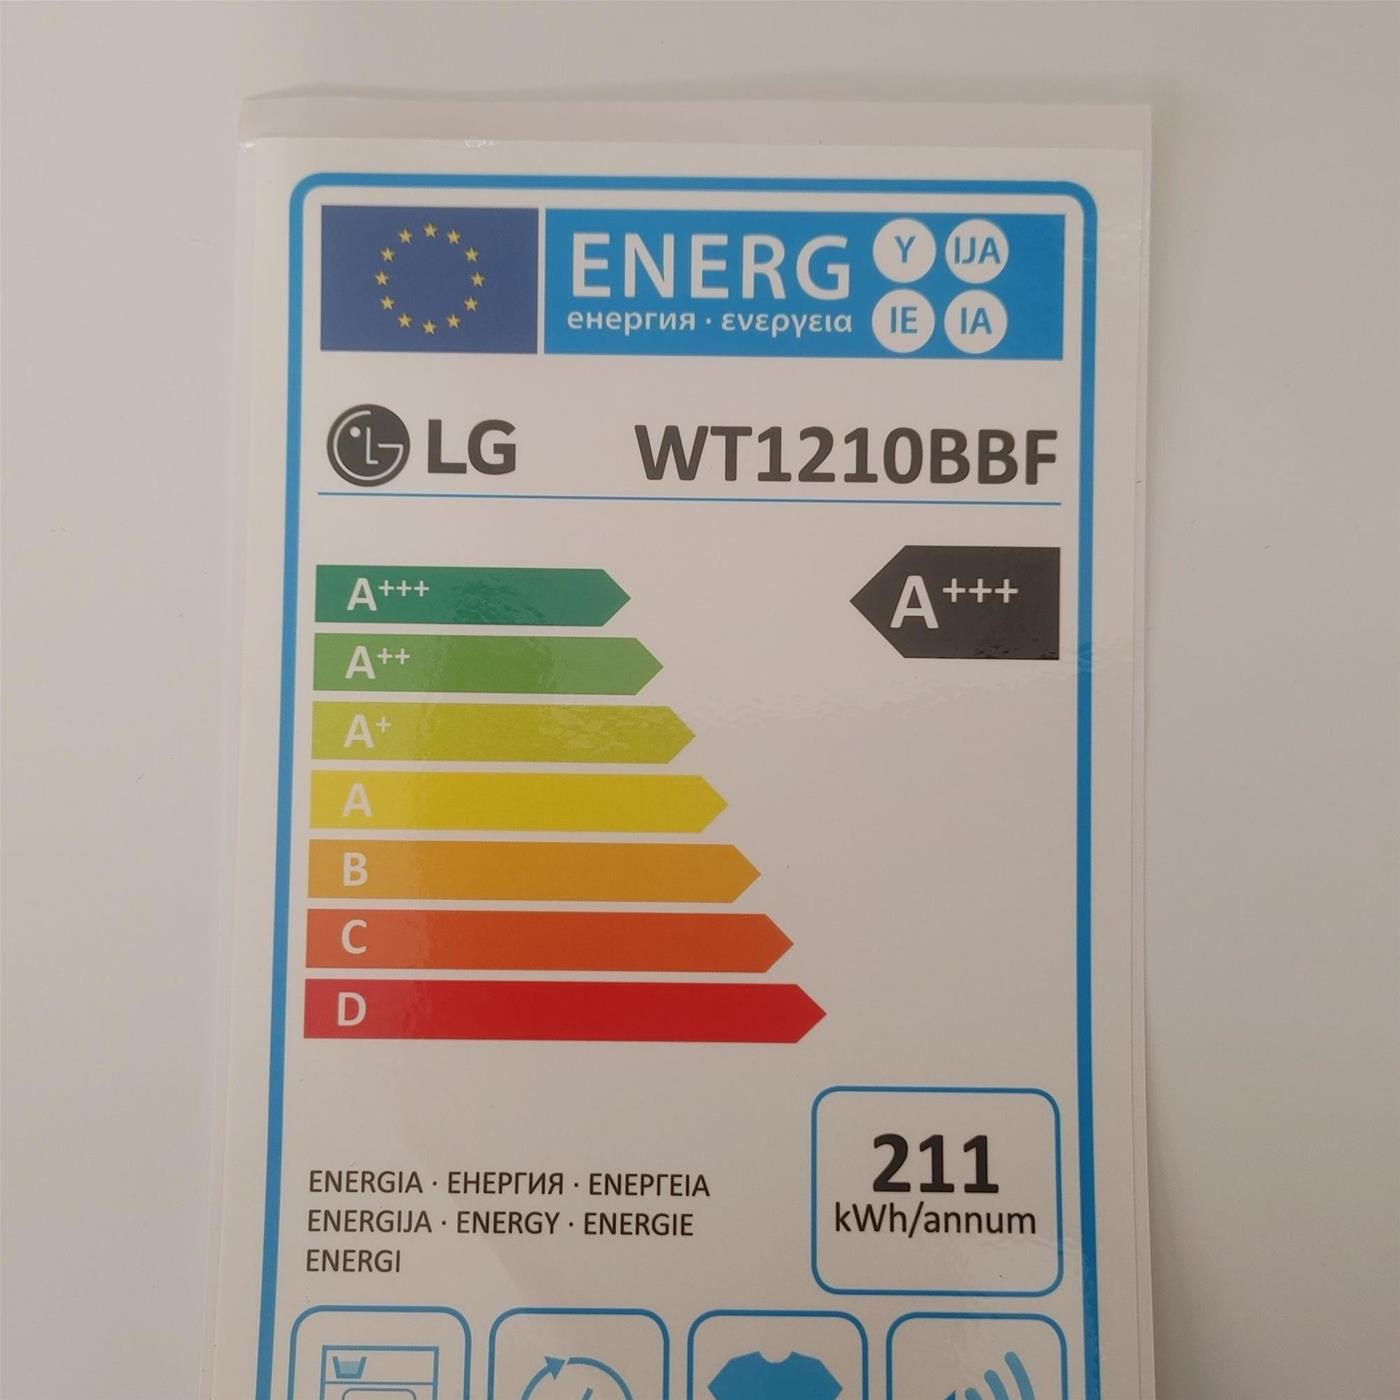 ENERG Y IJA
енергия · ενεργεια IE IA
LG WT1210BBF
A+++ A+++
A++
A+
A
B
C
D
211
kWh/annum
ENERGIA · ЕНЕРГИЯ · ΕΝΕΡΓΕΙΑ
ENERGIJA · ENERGY · ENERGIE
ENERGI